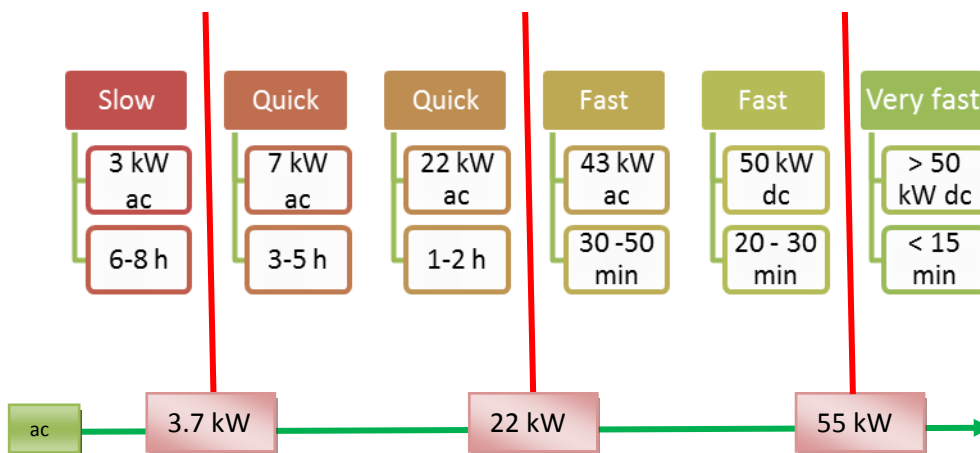 Slow
3 kW
ac
6-8 h
Quick
7 kW
ac
3-5 h
Quick
22 kW
ac
1-2 h
Fast
43 kW
ac
30 -50
min
Fast
50 kW
dc
20 - 30
min
Very fast
> 50
kW dc
< 15
min
ac
3.7 kW
22 kW
55 kW